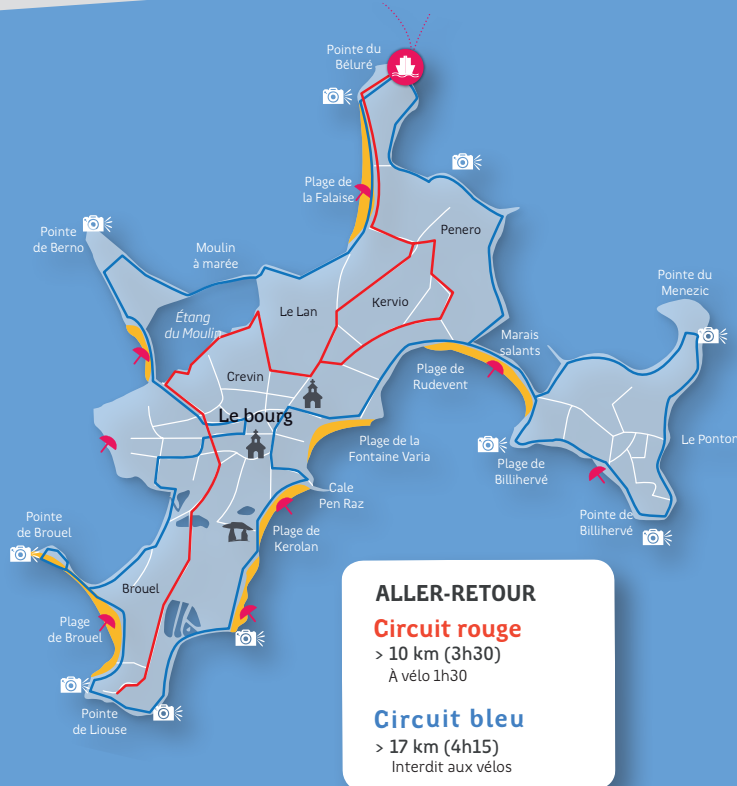 Pointe du
Béluré
Plage de
la Falaise
Penero
Pointe
de Berno
Moulin
à marée
Étang
du Moulin
Le Lan
Kervio
Pointe du
Menezic
Marais
salants
Crevin
Plage de
Rudevent
Le bourg
Plage de la
Fontaine Varia
Le Ponton
Plage de
Billihervé
Cale
Pen Raz
Pointe de
Billihervé
Pointe
de Brouel
Plage de
Kerolan
Brouel
Plage
de Brouel
Pointe
de Liouse
ALLER-RETOUR
Circuit rouge
> 10 km (3h30)
À vélo 1h30
Circuit bleu
> 17 km (4h15)
Interdit aux vélos